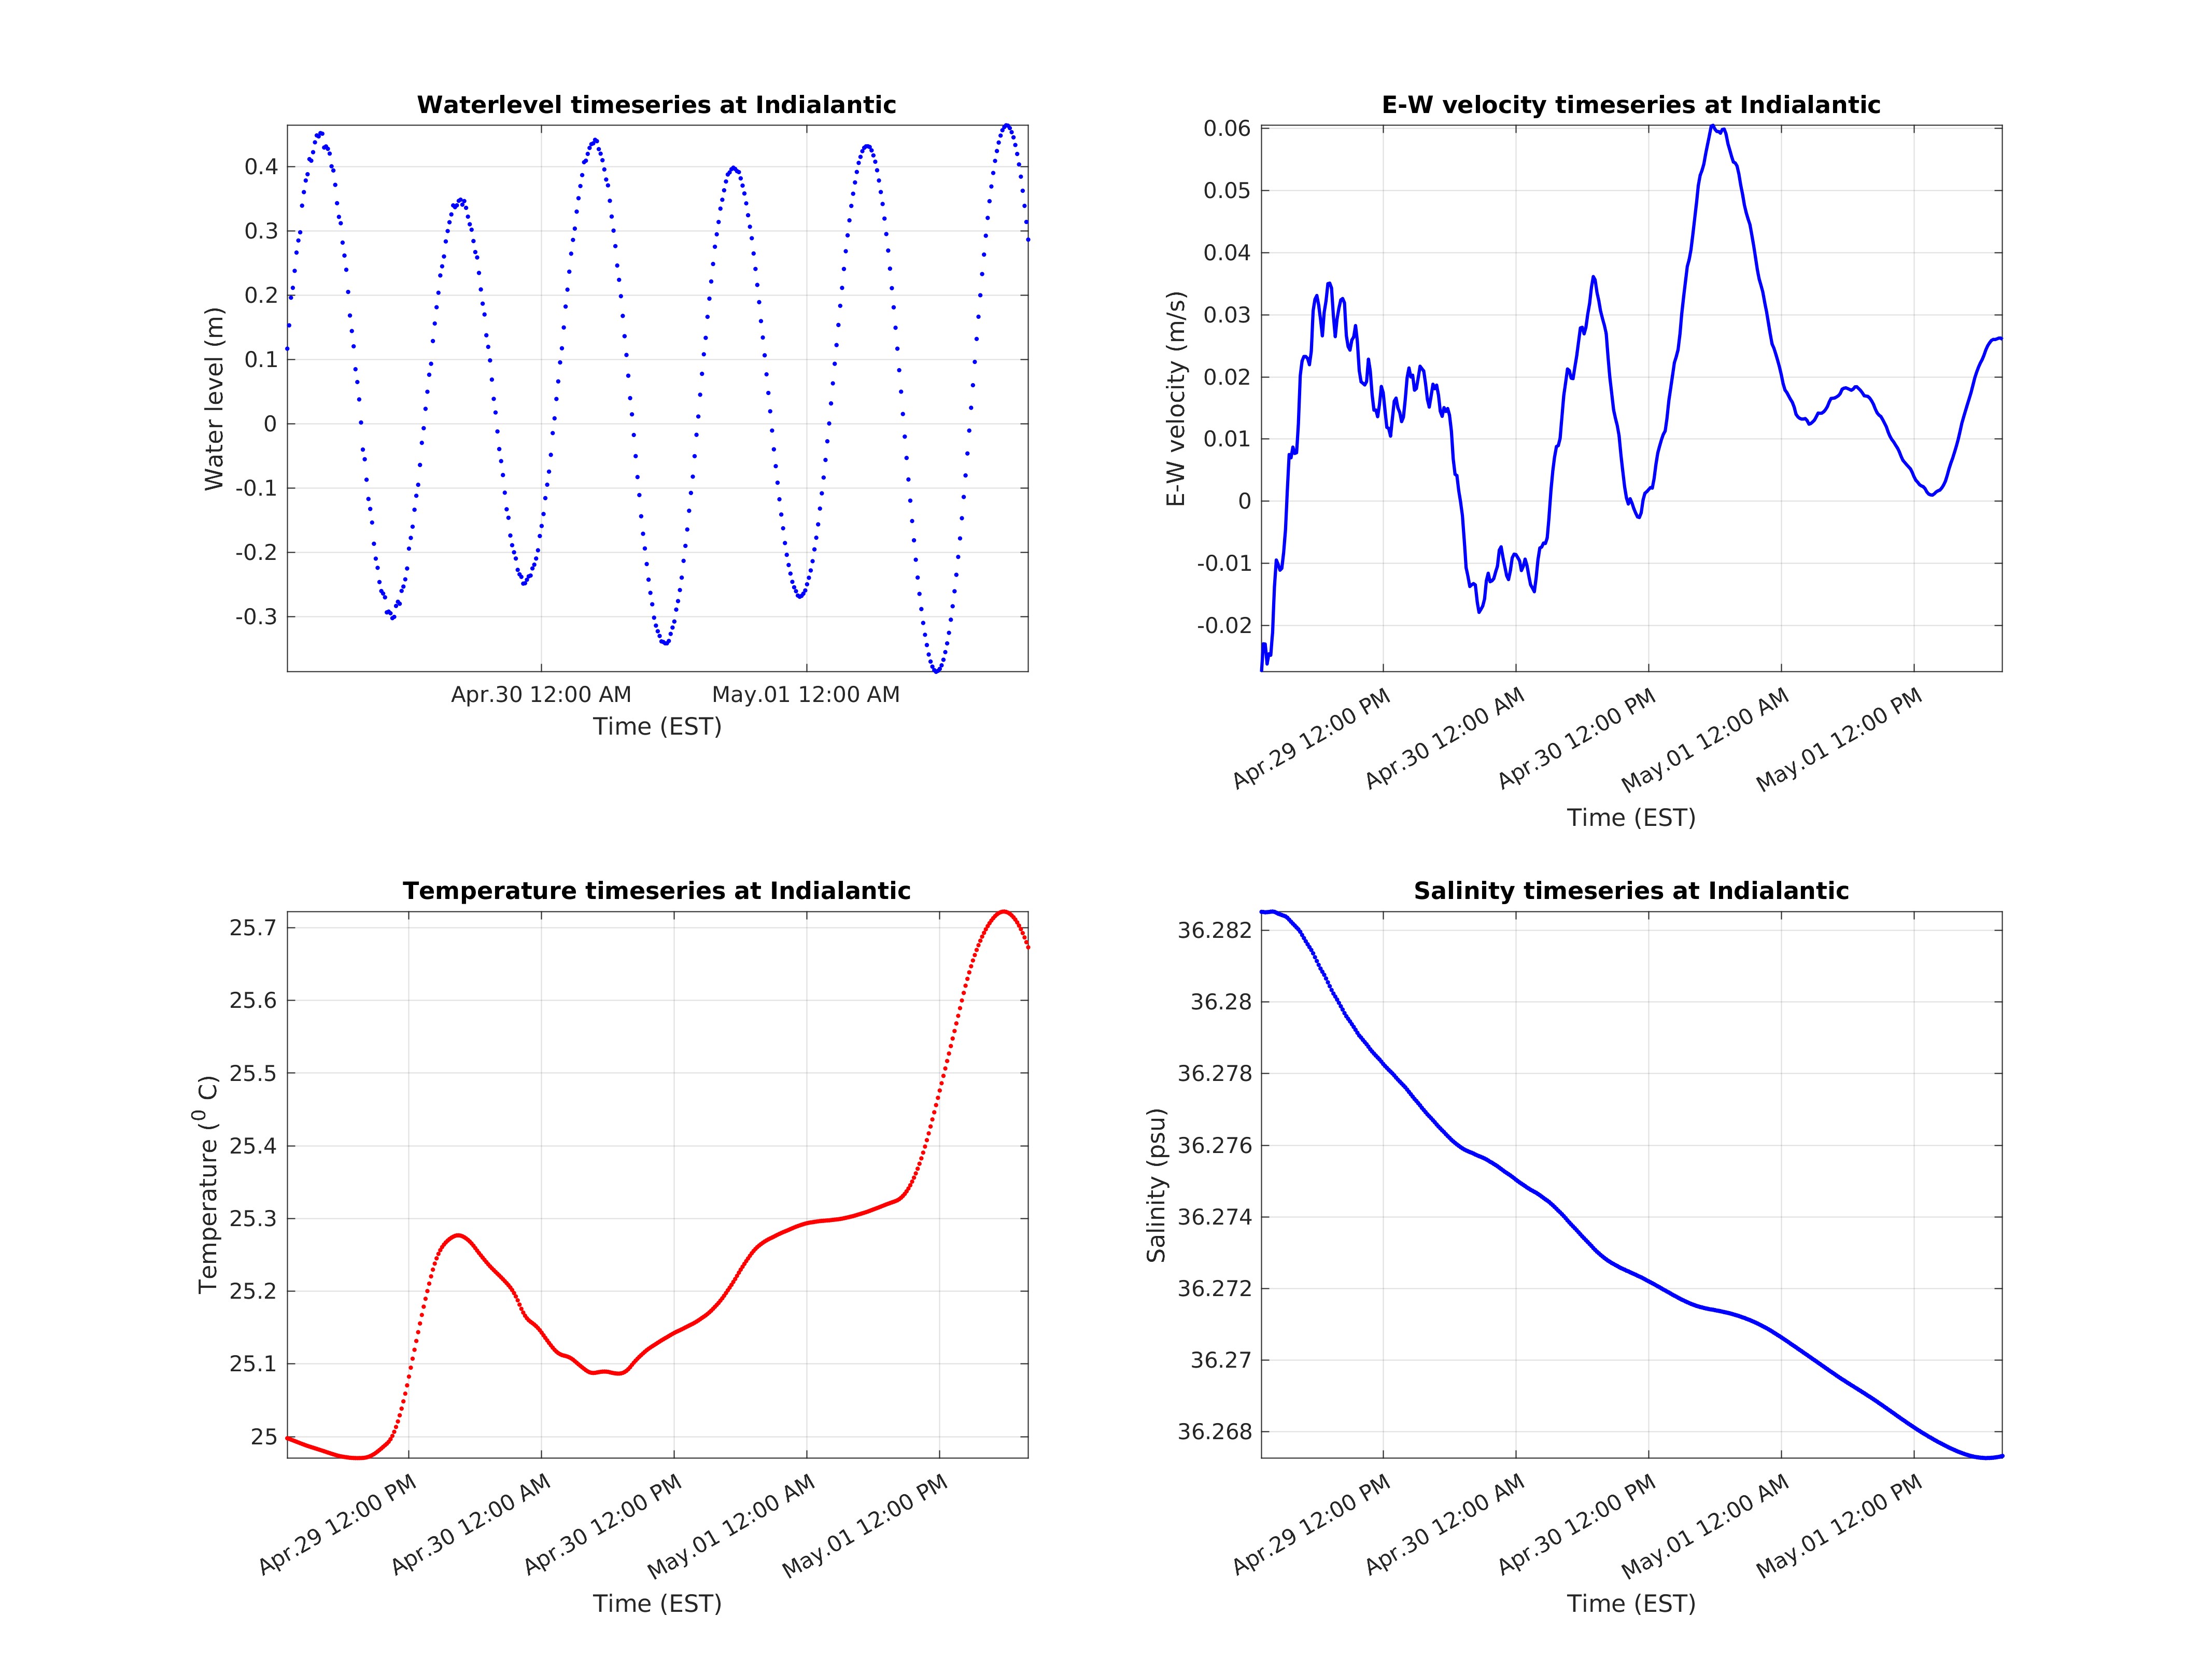 Waterlevel timeseries at Indialantic
0.4
0.3
0.2
0.1
0
-0.1
-0.2
-0.3
Water level (m)
Apr.30 12:00 AM
May.01 12:00 AM
Time (EST)
E-W velocity timeseries at Indialantic
0.06
0.05
0.04
0.03
0.02
0.01
0
-0.01
-0.02
E-W velocity (m/s)
Apr.29 12:00 PM
Apr.30 12:00 AM
Apr.30 12:00 PM
May.01 12:00 AM
May.01 12:00 PM
Time (EST)
Temperature timeseries at Indialantic
25.7
25.6
25.5
25.4
25.3
25.2
25.1
25
Temperature (⁰ C)
Apr.29 12:00 PM
Apr.30 12:00 AM
Apr.30 12:00 PM
May.01 12:00 AM
May.01 12:00 PM
Time (EST)
Salinity timeseries at Indialantic
36.282
36.28
36.278
36.276
36.274
36.272
36.27
36.268
Salinity (psu)
Apr.29 12:00 PM
Apr.30 12:00 AM
Apr.30 12:00 PM
May.01 12:00 AM
May.01 12:00 PM
Time (EST)